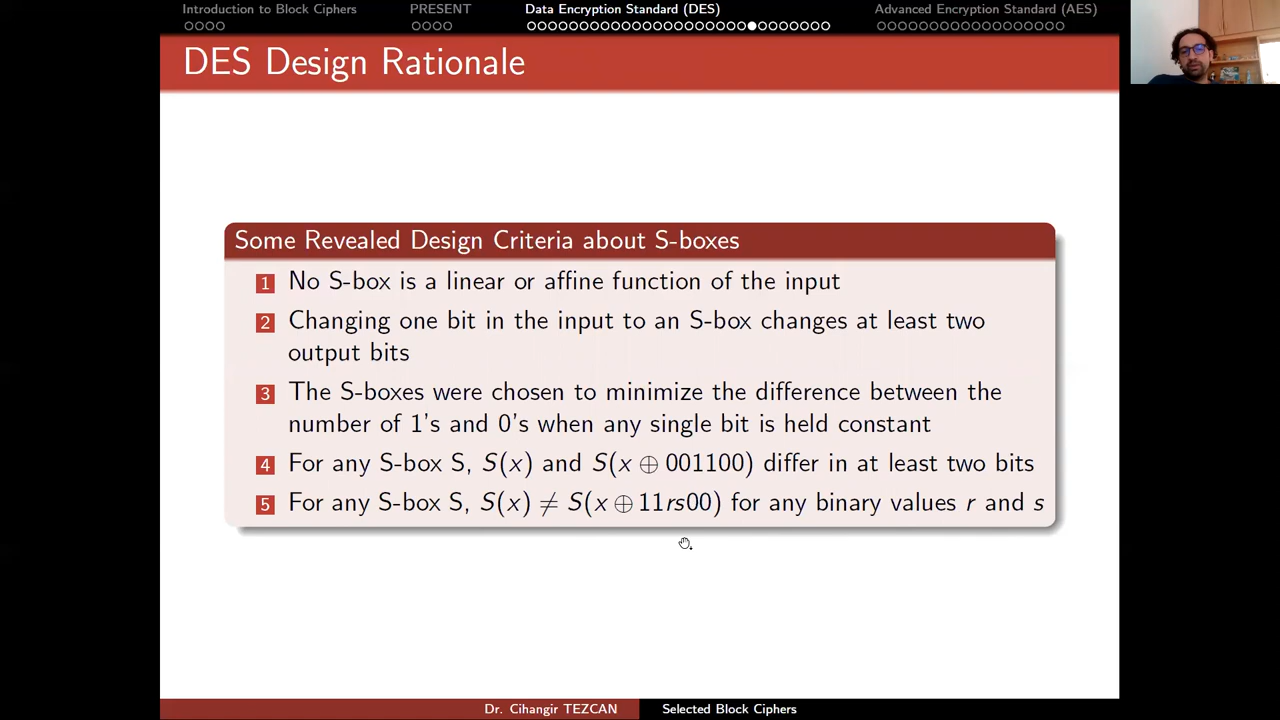 Introduction to Block Ciphers PRESENT Data Encryption Standard (DES) Advanced Encryption Standard (AES)
DES Design Rationale
Some Revealed Design Criteria about S-boxes
1 No S-box is a linear or affine function of the input
2 Changing one bit in the input to an S-box changes at least two
output bits
3 The S-boxes were chosen to minimize the difference between the
number of 1's and 0's when any single bit is held constant
4 For any S-box S, S(x) and S(x ⊕ 001100) differ in at least two bits
5 For any S-box S, S(x) ≠ S(x ⊕ 11rs00) for any binary values r and s
Dr. Cihangir TEZCAN Selected Block Ciphers